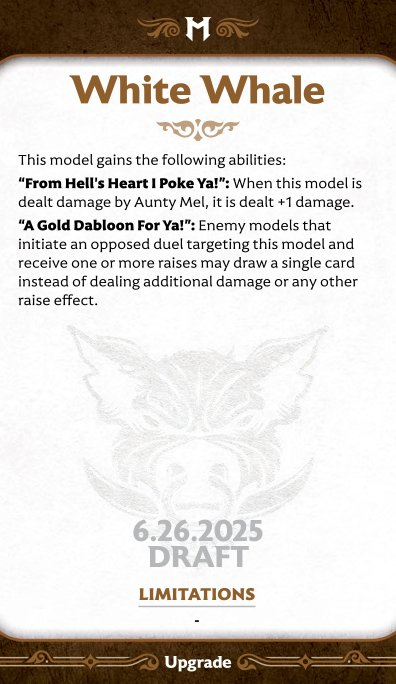 M
White Whale
This model gains the following abilities:
“From Hell's Heart I Poke Ya!”: When this model is
dealt damage by Aunty Mel, it is dealt +1 damage.
“A Gold Dabloon For Ya!”: Enemy models that
initiate an opposed duel targeting this model and
receive one or more raises may draw a single card
instead of dealing additional damage or any other
raise effect.
6.26.2025
DRAFT
LIMITATIONS
-
Upgrade